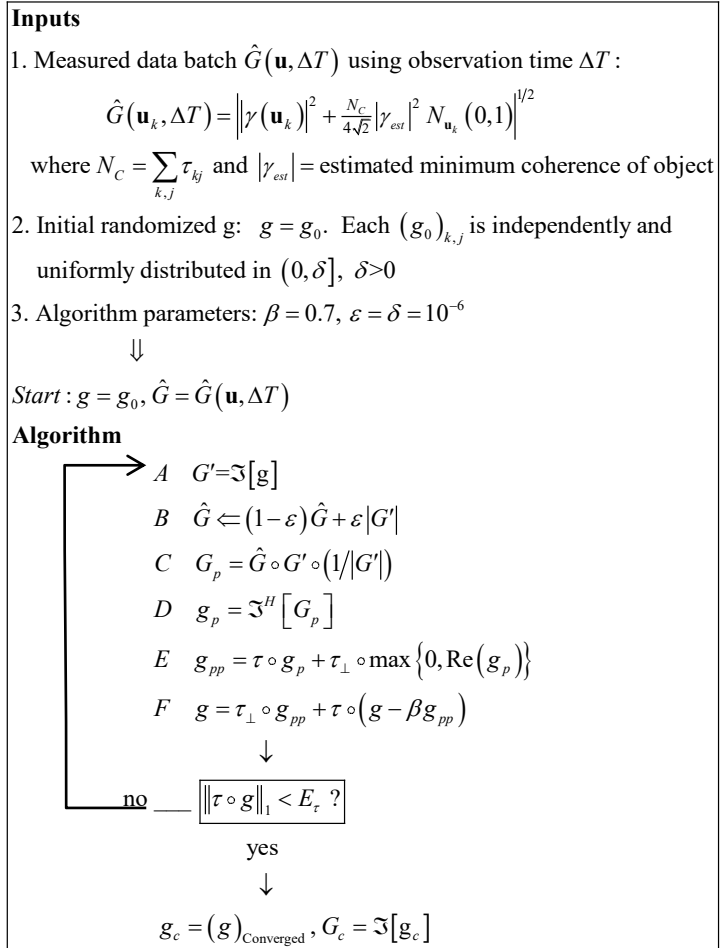 Inputs
1. Measured data batch Ĝ(u, ΔT) using observation time ΔT :
Ĝ(u_k, ΔT) = | |γ(u_k)|² + N_C/(4√2) |γ_est|² N_{u_k}(0,1) |^{1/2}
where N_C = ∑_{k,j} τ_{kj} and |γ_est| = estimated minimum coherence of object
2. Initial randomized g: g = g₀. Each (g₀)_{k,j} is independently and
uniformly distributed in (0,δ], δ>0
3. Algorithm parameters: β = 0.7, ε = δ = 10⁻⁶
⇓
Start : g = g₀, Ĝ = Ĝ(u, ΔT)
Algorithm
A G′=ℑ[g]
B Ĝ ⇐ (1−ε)Ĝ + ε|G′|
C G_p = Ĝ ∘ G′ ∘ (1/|G′|)
D g_p = ℑ^H [G_p]
E g_pp = τ ∘ g_p + τ_⊥ ∘ max{0, Re(g_p)}
F g = τ_⊥ ∘ g_pp + τ ∘ (g − βg_pp)
↓
no ___ ‖τ ∘ g‖₁ < E_τ ?
yes
↓
g_c = (g)_Converged , G_c = ℑ[g_c]